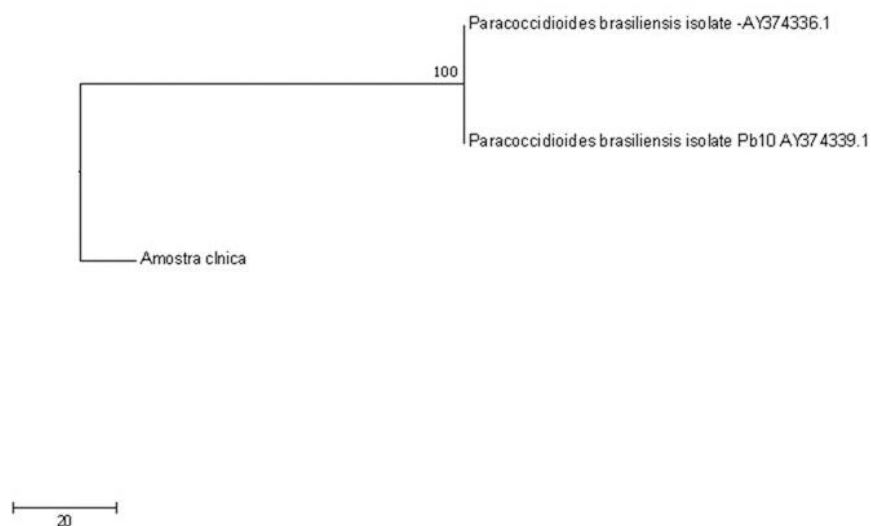 Paracoccidioides brasiliensis isolate -AY374336.1
100
Paracoccidioides brasiliensis isolate Pb10 AY374339.1
Amostra clnica
20